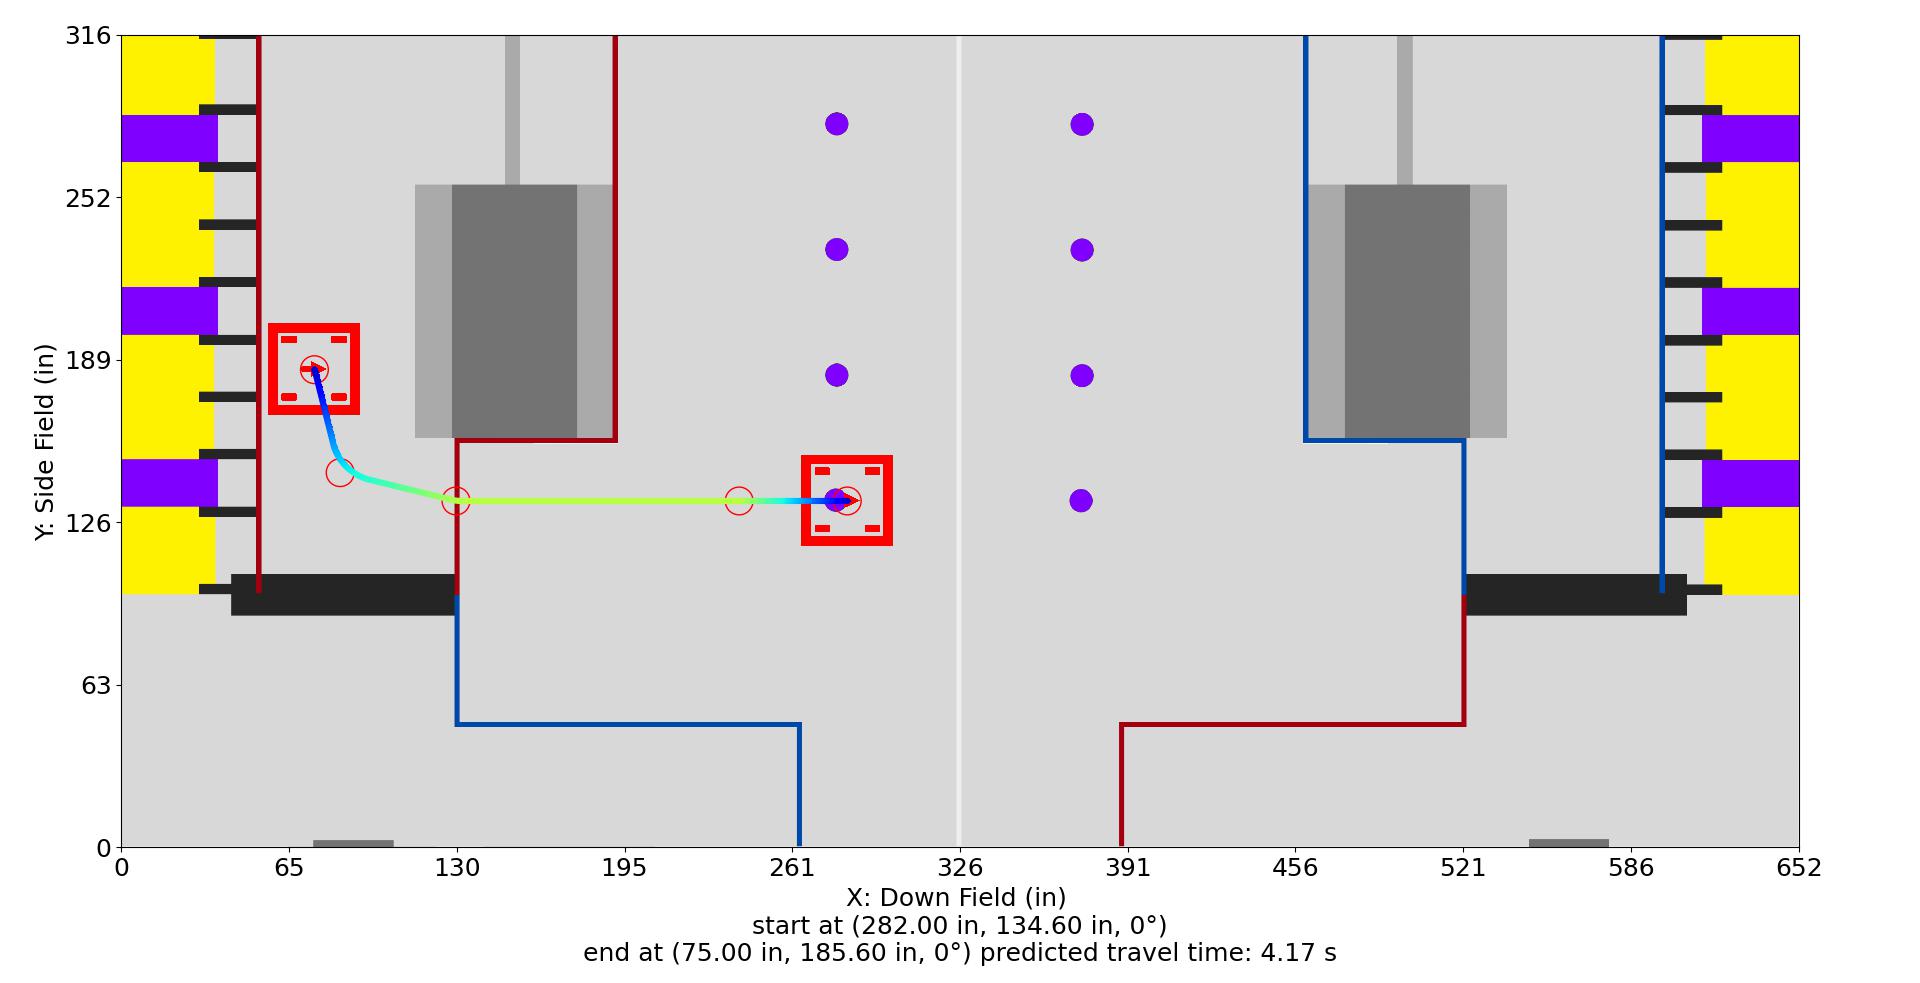 316
252
189
126
63
0
Y: Side Field (in)
0 65 130 195 261 326 391 456 521 586 652
X: Down Field (in)
start at (282.00 in, 134.60 in, 0°)
end at (75.00 in, 185.60 in, 0°) predicted travel time: 4.17 s